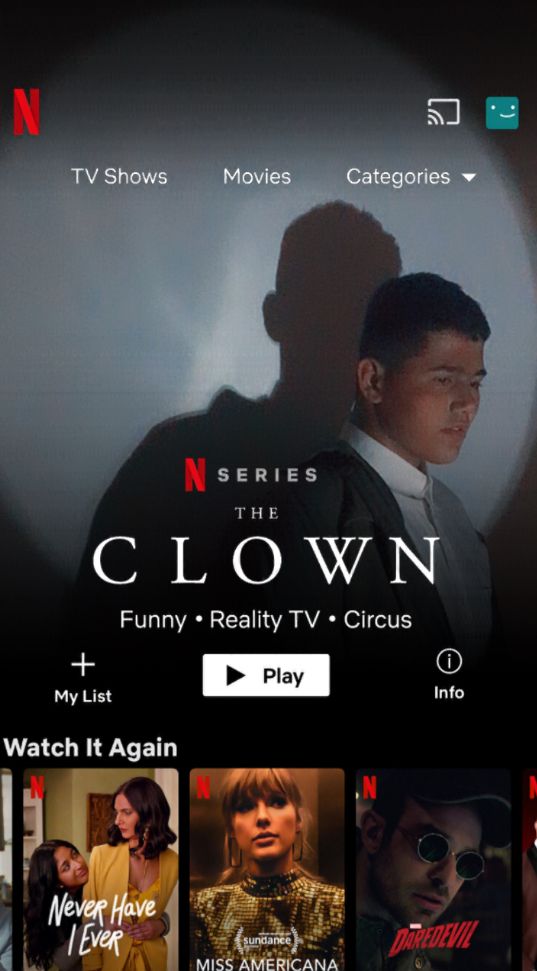 N
TV Shows Movies Categories
N SERIES
THE
CLOWN
Funny • Reality TV • Circus
My List
Play
Info
Watch It Again
N
N
N
N
Never Have
I Ever
sundance
MISS AMERICANA
MARVEL
DAREDEVIL